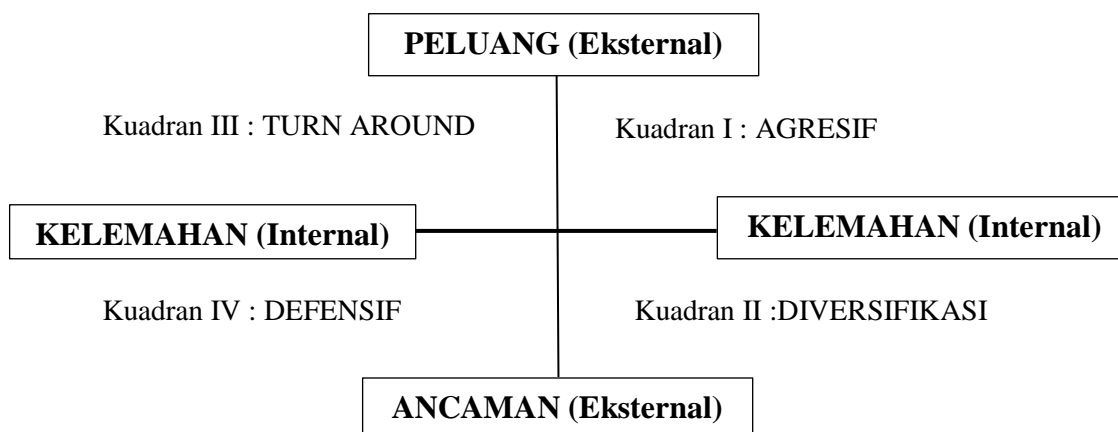 PELUANG (Eksternal)
Kuadran III : TURN AROUND
Kuadran I : AGRESIF
KELEMAHAN (Internal)
KELEMAHAN (Internal)
Kuadran IV : DEFENSIF
Kuadran II :DIVERSIFIKASI
ANCAMAN (Eksternal)